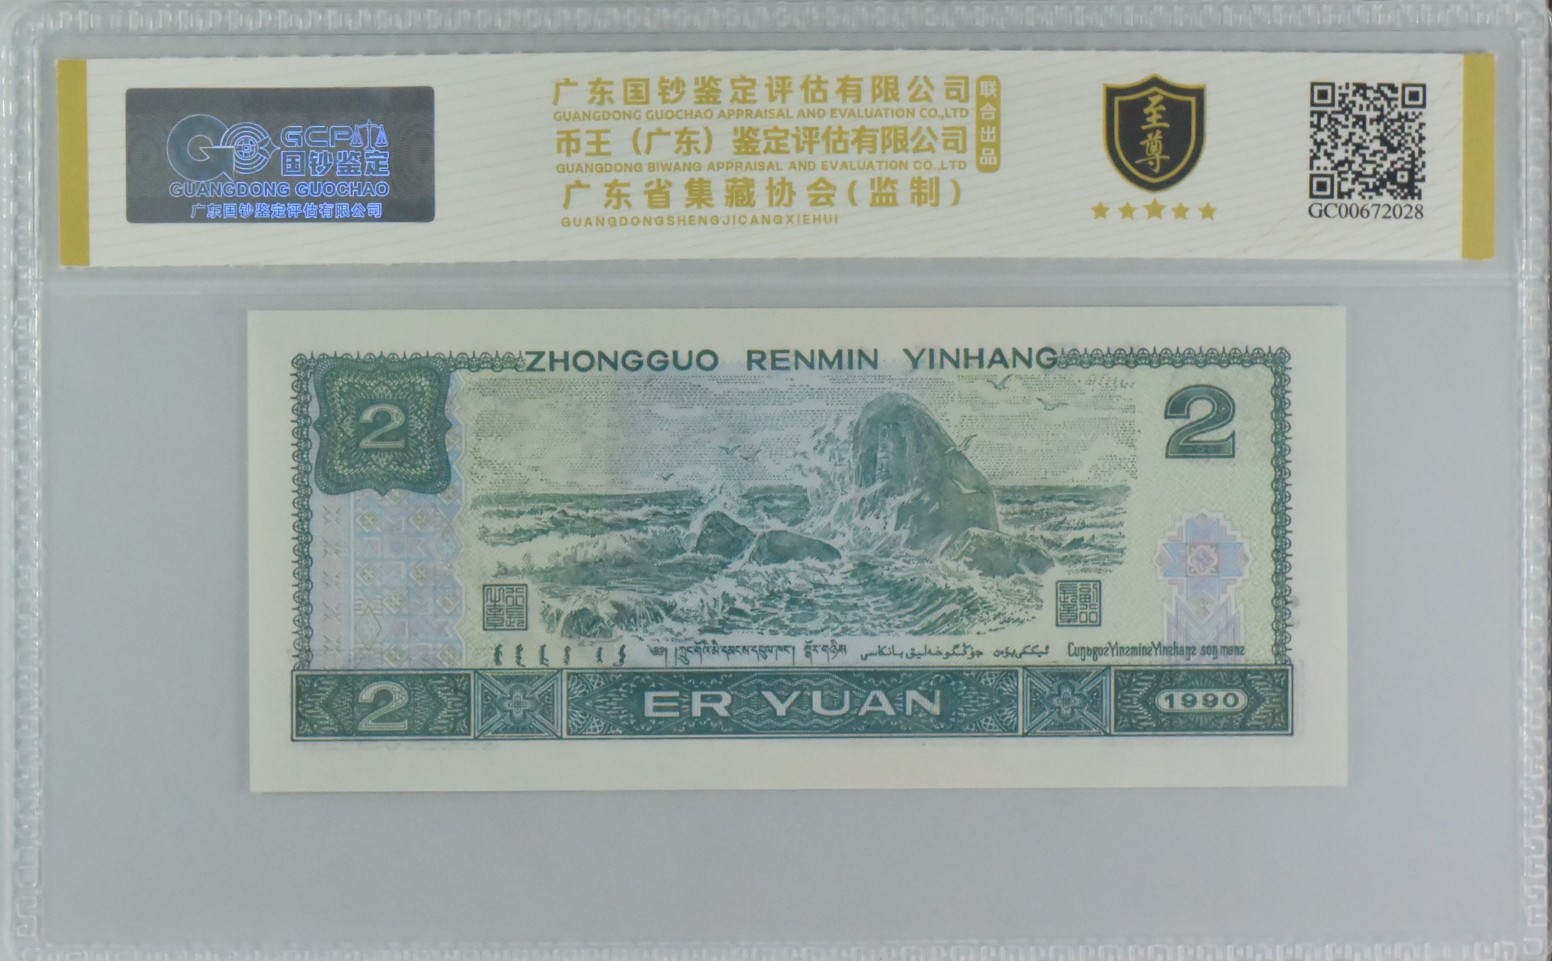 GCP
国钞鉴定
GUANGDONG GUOCHAO
广东国钞鉴定评估有限公司
广东国钞鉴定评估有限公司
GUANGDONG GUOCHAO APPRAISAL AND EVALUATION CO.,LTD
币王（广东）鉴定评估有限公司
GUANGDONG BIWANG APPRAISAL AND EVALUATION CO.,LTD
联合出品
广东省集藏协会(监制)
GUANGDONGSHENGJICANGXIEHUI
至尊
GC00672028
ZHONGGUO RENMIN YINHANG
2
2
2
ER YUAN
1990